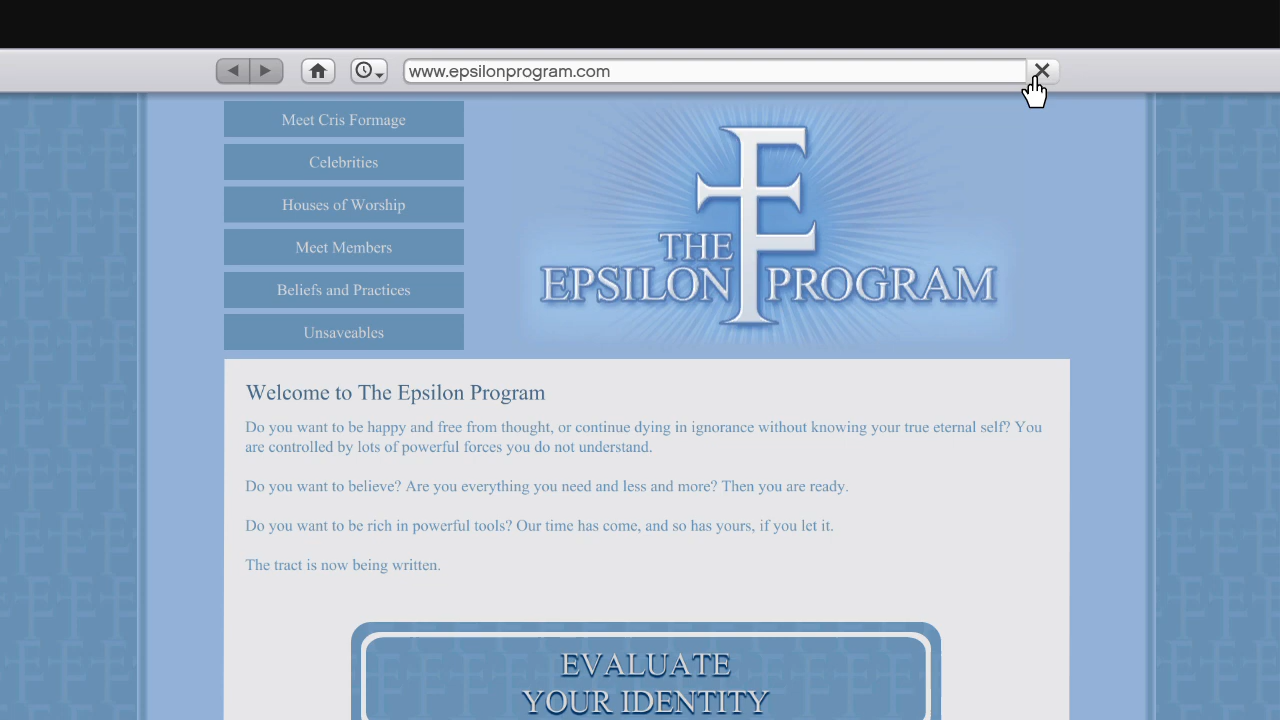 www.epsilonprogram.com
Meet Cris Formage
Celebrities
Houses of Worship
Meet Members
Beliefs and Practices
Unsaveables
THE
EPSILON PROGRAM
Welcome to The Epsilon Program
Do you want to be happy and free from thought, or continue dying in ignorance without knowing your true eternal self? You
are controlled by lots of powerful forces you do not understand.
Do you want to believe? Are you everything you need and less and more? Then you are ready.
Do you want to be rich in powerful tools? Our time has come, and so has yours, if you let it.
The tract is now being written.
EVALUATE
YOUR IDENTITY